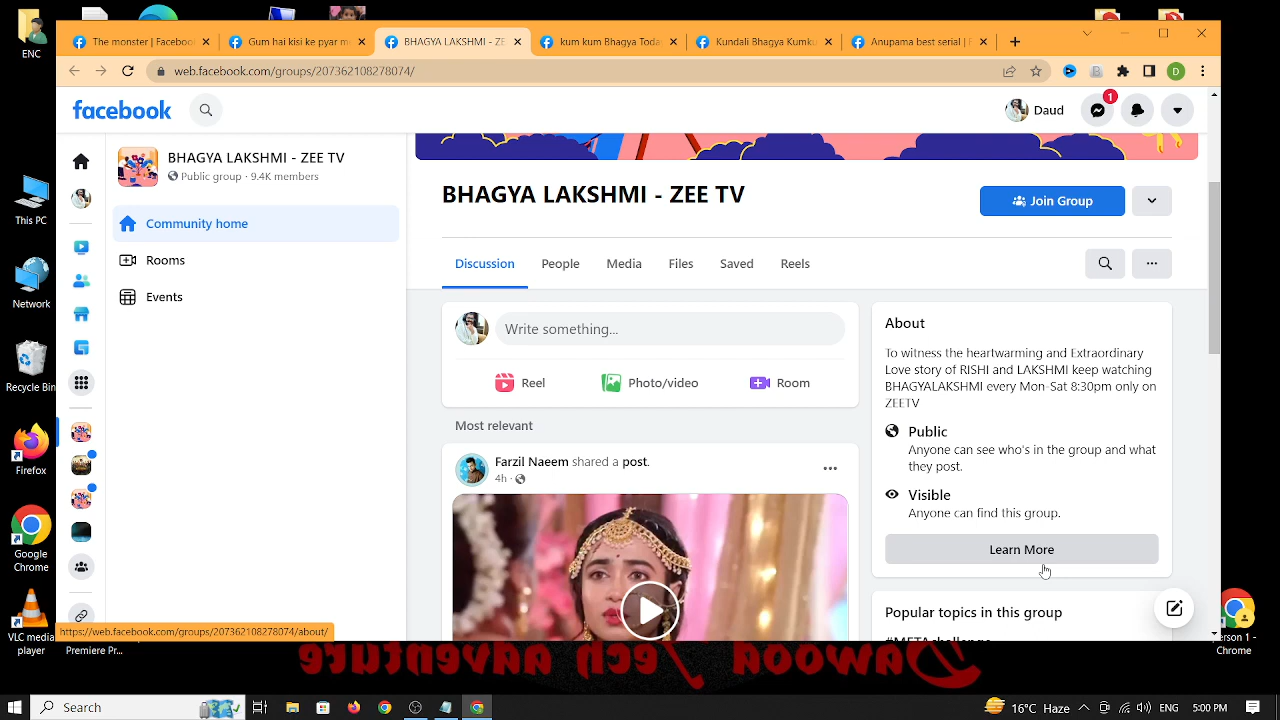 ENC
This PC
Network
Recycle Bin
Firefox
Google
Chrome
VLC media
player
Premiere Pr...
The monster | Faceboo
Gum hai kisi ke pyar m
BHAGYA LAKSHMI - ZE
kum kum Bhagya Toda
Kundali Bhagya Kumku
Anupama best serial | F
web.facebook.com/groups/207362108278074/
D
facebook
Daud
1
BHAGYA LAKSHMI - ZEE TV
Public group · 9.4K members
Community home
Rooms
Events
BHAGYA LAKSHMI - ZEE TV
Join Group
Discussion
People
Media
Files
Saved
Reels
Write something...
Reel
Photo/video
Room
Most relevant
Farzil Naeem shared a post.
4h ·
About
To witness the heartwarming and Extraordinary
Love story of RISHI and LAKSHMI keep watching
BHAGYALAKSHMI every Mon-Sat 8:30pm only on
ZEETV
Public
Anyone can see who's in the group and what
they post.
Visible
Anyone can find this group.
Learn More
Popular topics in this group
#METAchallenge
https://web.facebook.com/groups/207362108278074/about/
Chrome
Search
16°C Haze
ENG
5:00 PM